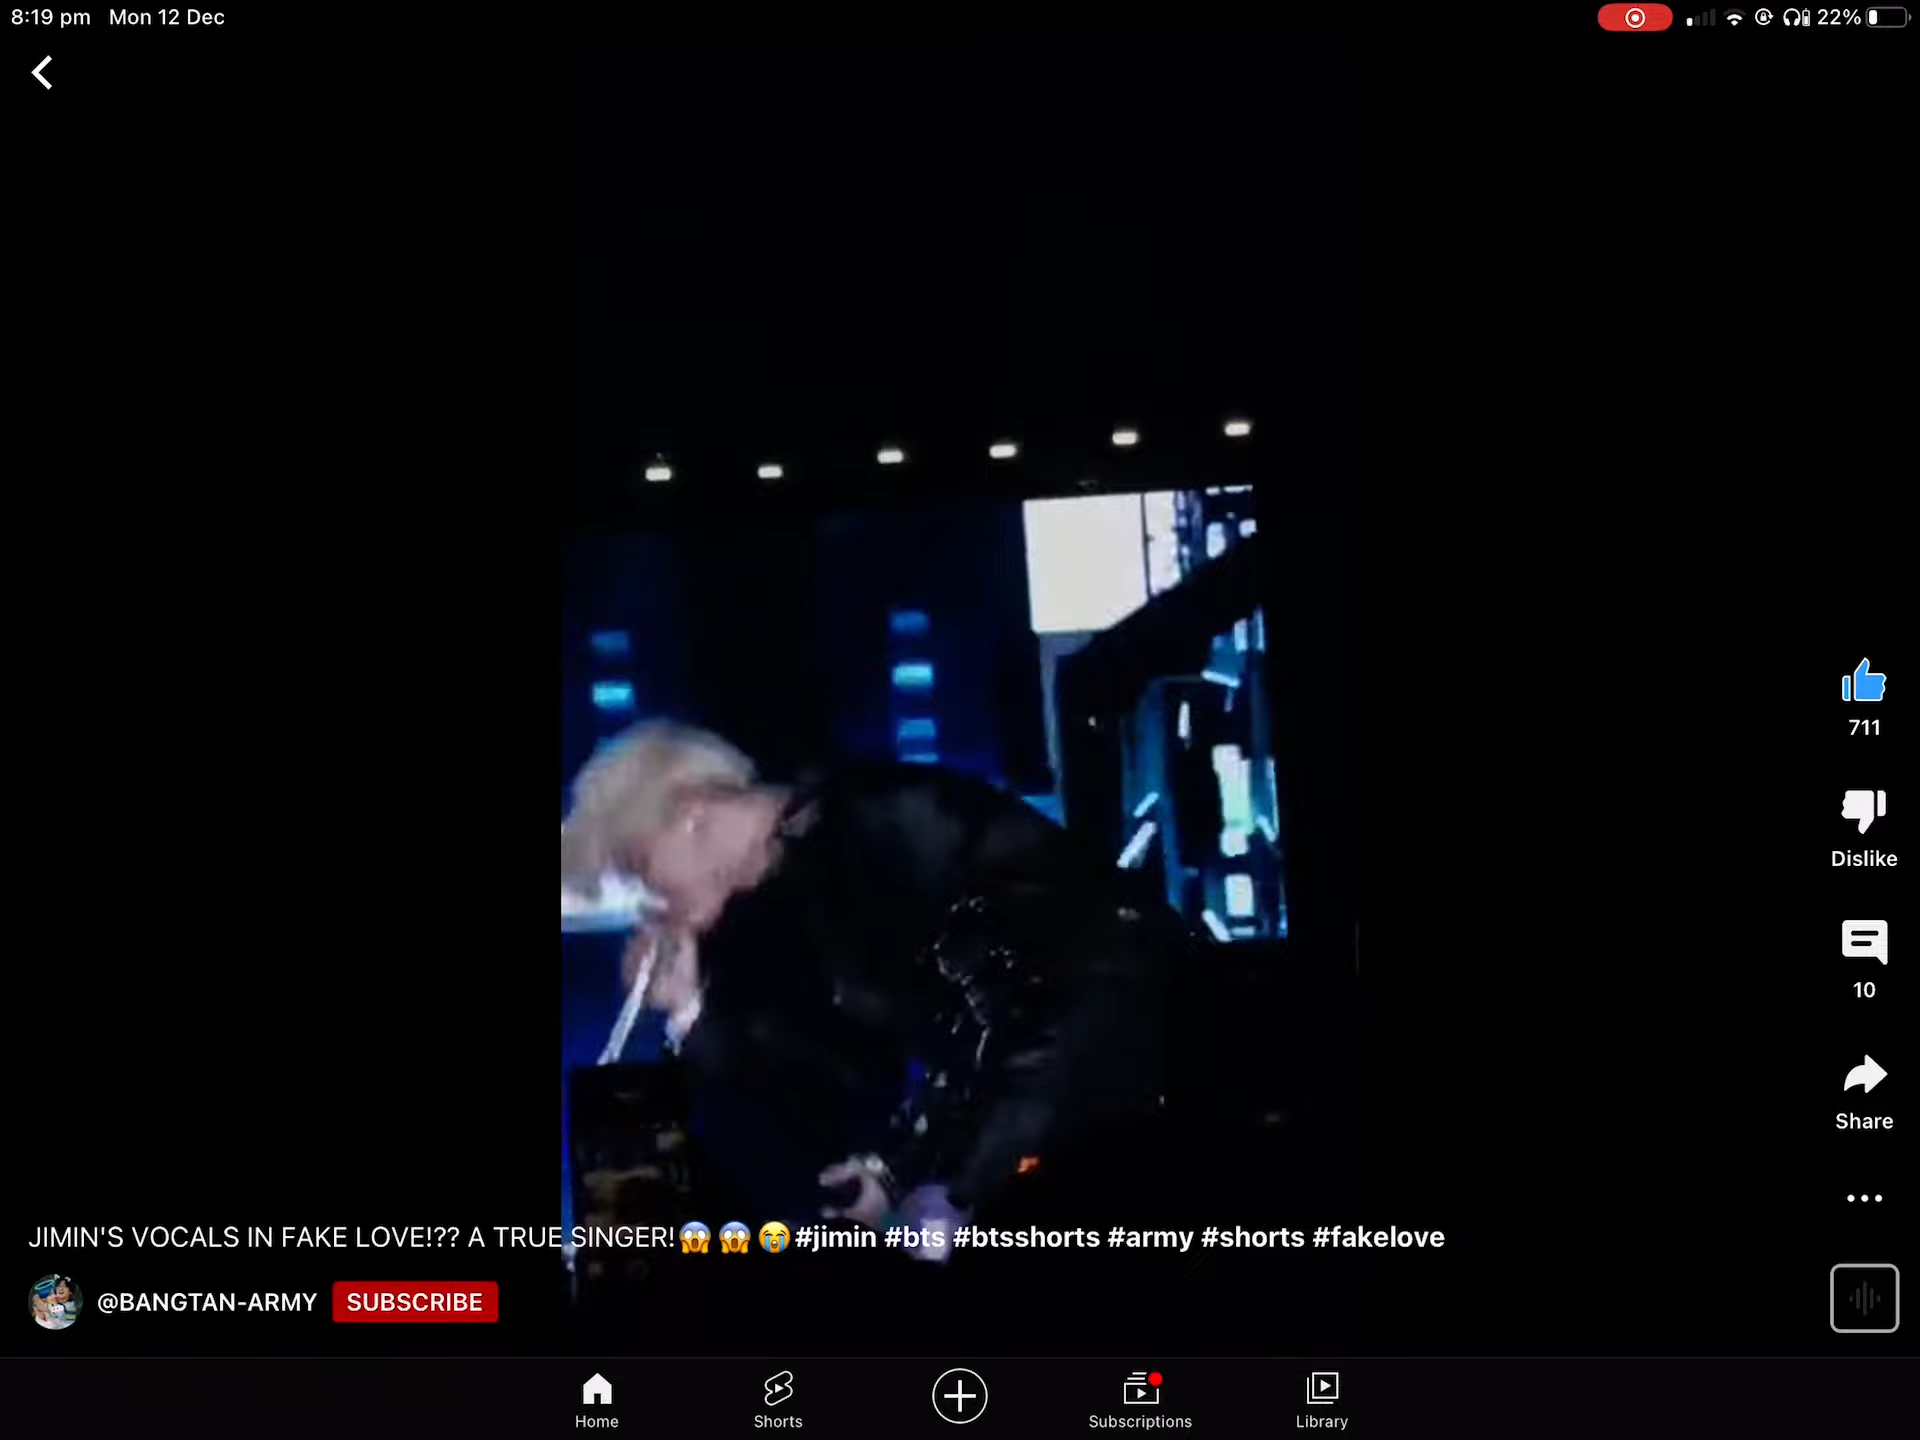 8:19 pm Mon 12 Dec
22%
711
Dislike
10
Share
JIMIN'S VOCALS IN FAKE LOVE!?? A TRUE SINGER!😱😱😭#jimin #bts #btsshorts #army #shorts #fakelove
@BANGTAN-ARMY SUBSCRIBE
Home Shorts Subscriptions Library